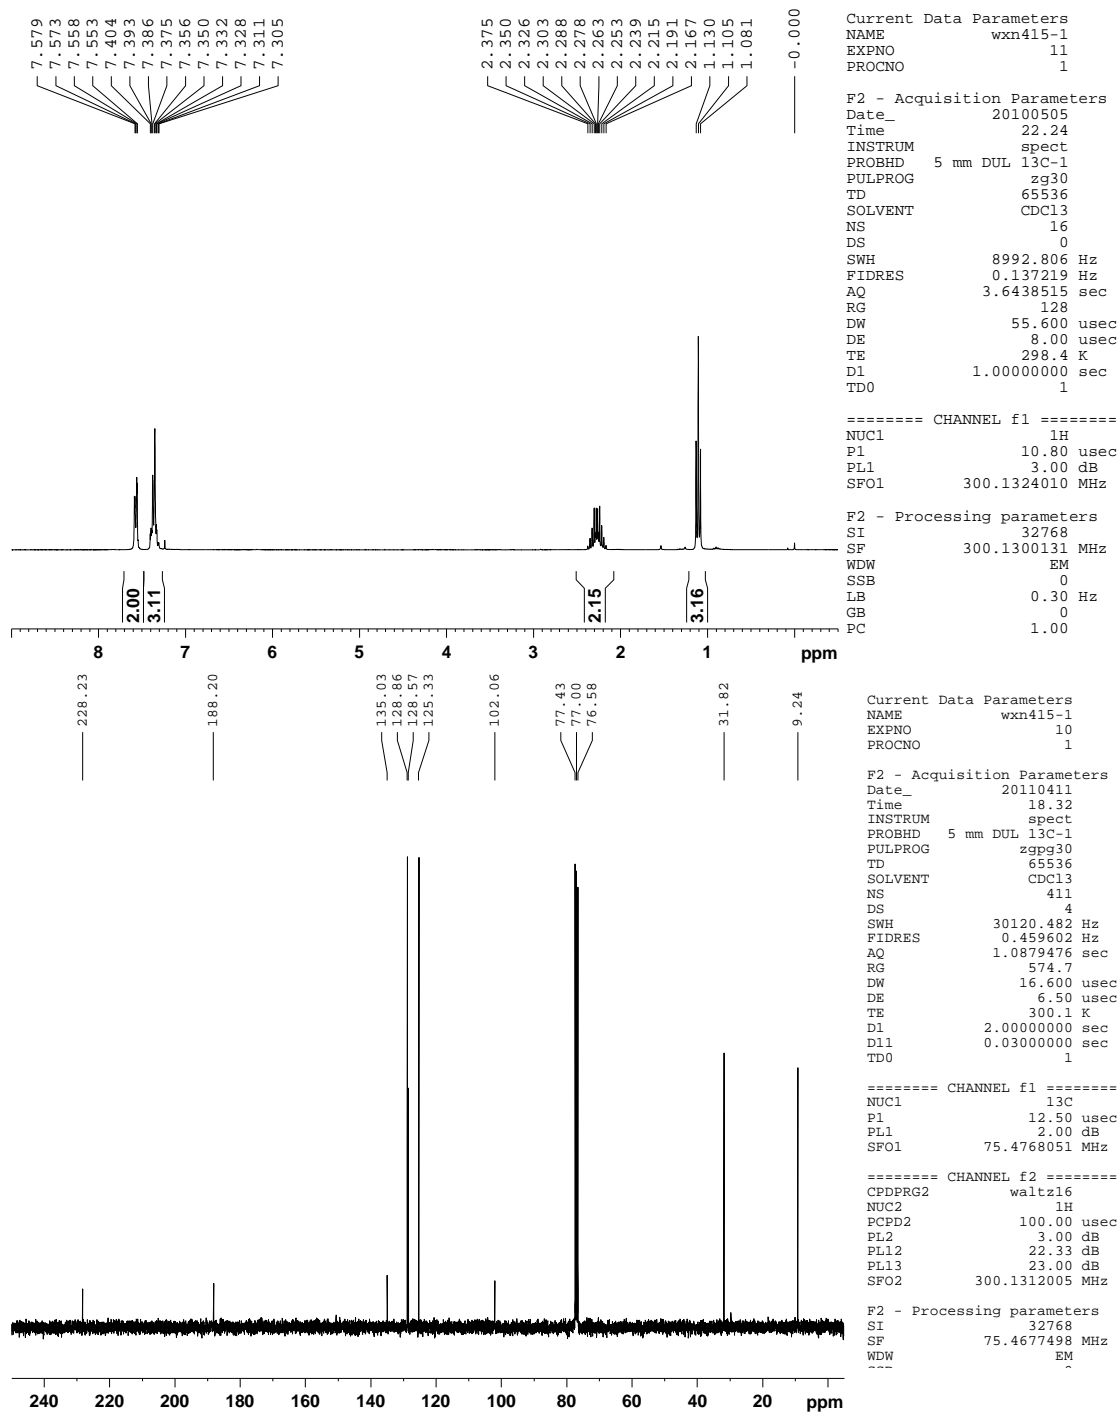 7.579
7.573
7.558
7.553
7.404
7.393
7.386
7.375
7.356
7.350
7.332
7.328
7.311
7.305
2.375
2.350
2.326
2.303
2.288
2.278
2.263
2.253
2.239
2.215
2.191
2.167
1.130
1.105
1.081
-0.000
Current Data Parameters
NAME wxn415-1
EXPNO 11
PROCNO 1
F2 - Acquisition Parameters
Date_ 20100505
Time 22.24
INSTRUM spect
PROBHD 5 mm DUL 13C-1
PULPROG zg30
TD 65536
SOLVENT CDCl3
NS 16
DS 0
SWH 8992.806 Hz
FIDRES 0.137219 Hz
AQ 3.6438515 sec
RG 128
DW 55.600 usec
DE 8.00 usec
TE 298.4 K
D1 1.00000000 sec
TD0 1
======== CHANNEL f1 ========
NUC1 1H
P1 10.80 usec
PL1 3.00 dB
SFO1 300.1324010 MHz
F2 - Processing parameters
SI 32768
SF 300.1300131 MHz
WDW EM
SSB 0
LB 0.30 Hz
GB 0
PC 1.00
2.00
3.11
2.15
3.16
8 7 6 5 4 3 2 1 ppm
228.23
188.20
135.03
128.86
128.57
125.33
102.06
77.43
77.00
76.58
31.82
9.24
Current Data Parameters
NAME wxn415-1
EXPNO 10
PROCNO 1
F2 - Acquisition Parameters
Date_ 20110411
Time 18.32
INSTRUM spect
PROBHD 5 mm DUL 13C-1
PULPROG zgpg30
TD 65536
SOLVENT CDCl3
NS 411
DS 4
SWH 30120.482 Hz
FIDRES 0.459602 Hz
AQ 1.0879476 sec
RG 574.7
DW 16.600 usec
DE 6.50 usec
TE 300.1 K
D1 2.00000000 sec
D11 0.03000000 sec
TD0 1
======== CHANNEL f1 ========
NUC1 13C
P1 12.50 usec
PL1 2.00 dB
SFO1 75.4768051 MHz
======== CHANNEL f2 ========
CPDPRG2 waltz16
NUC2 1H
PCPD2 100.00 usec
PL2 3.00 dB
PL12 22.33 dB
PL13 23.00 dB
SFO2 300.1312005 MHz
F2 - Processing parameters
SI 32768
SF 75.4677498 MHz
WDW EM
240 220 200 180 160 140 120 100 80 60 40 20 ppm